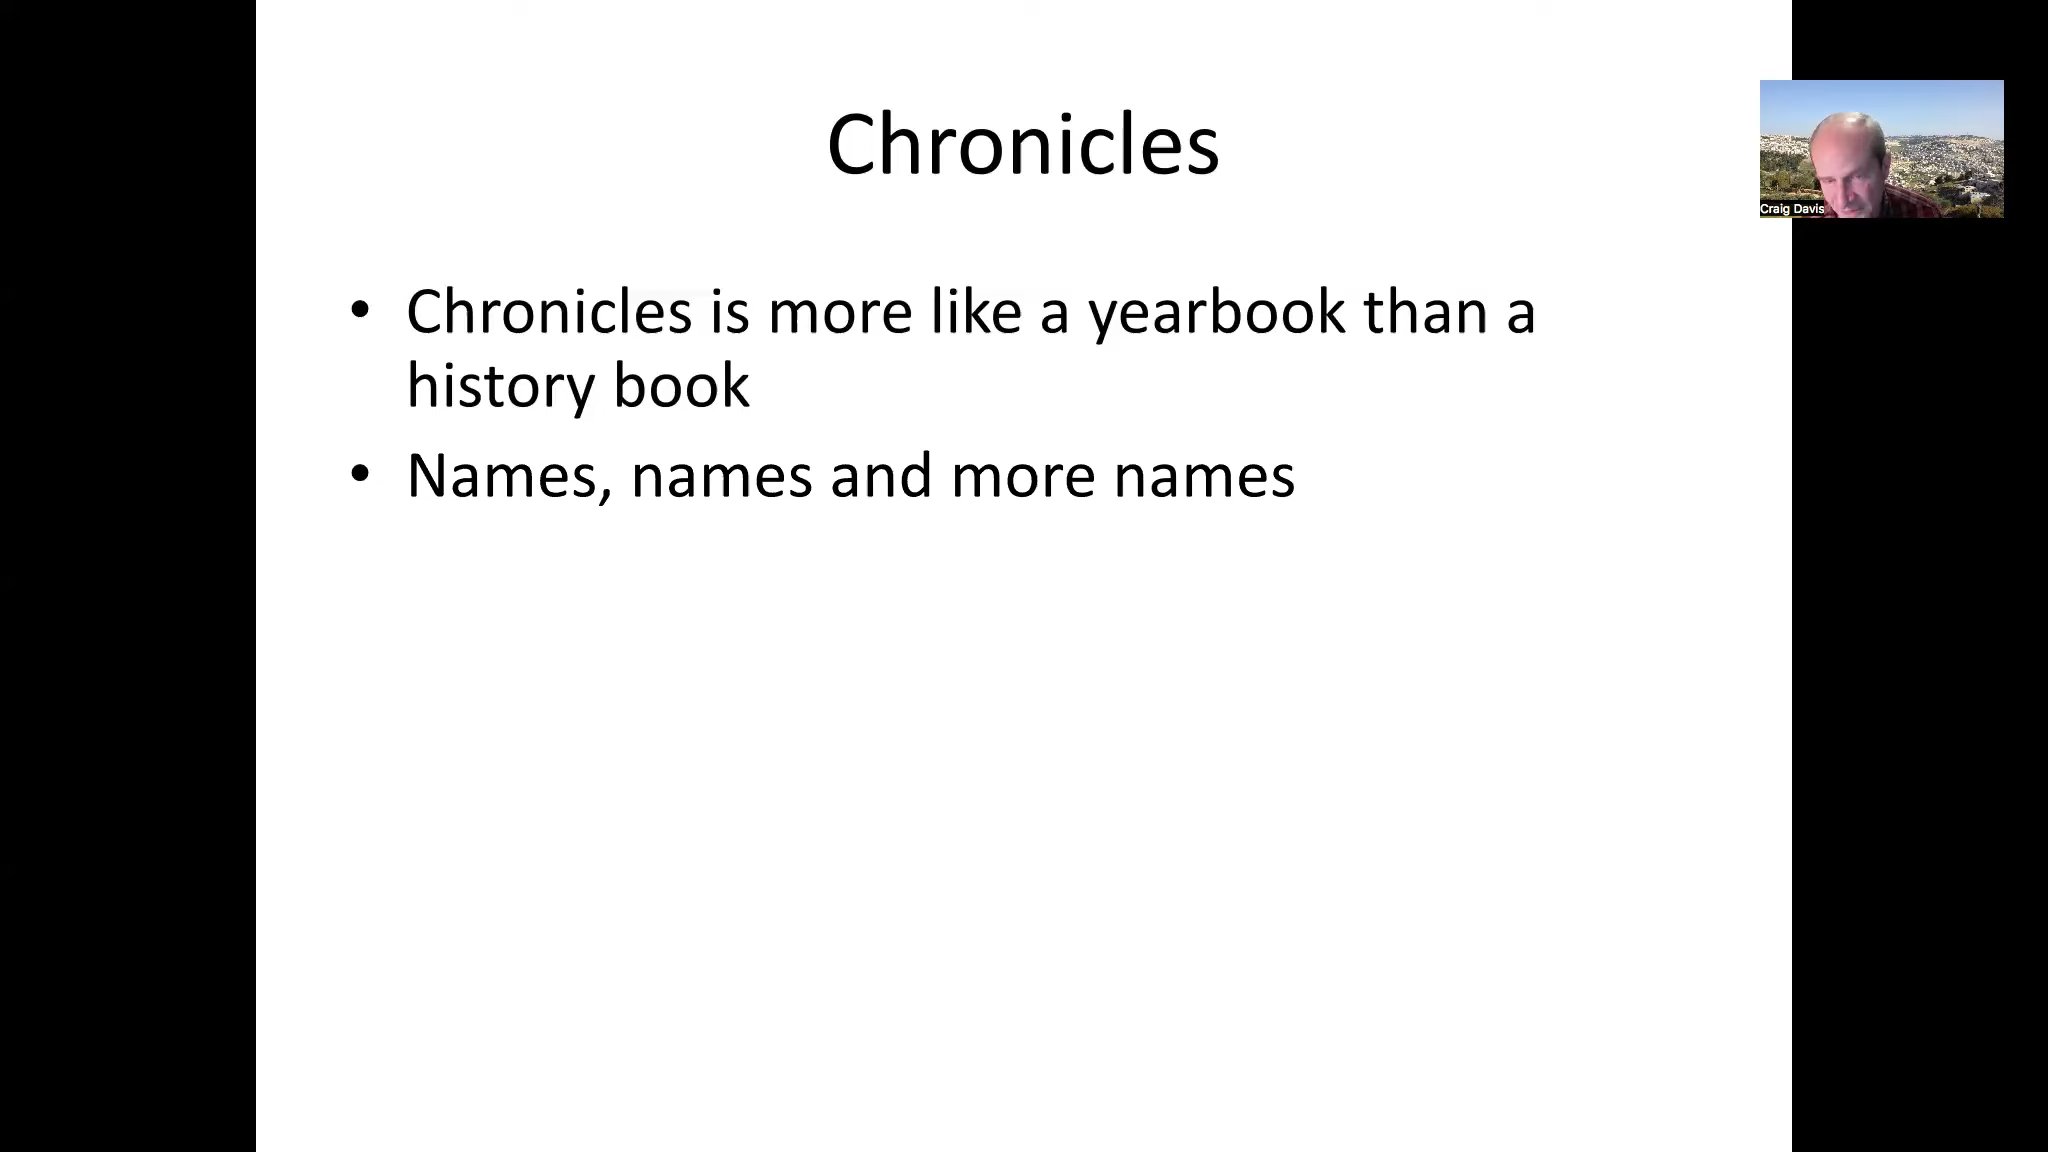 Chronicles
• Chronicles is more like a yearbook than a
history book
• Names, names and more names
Craig Davis